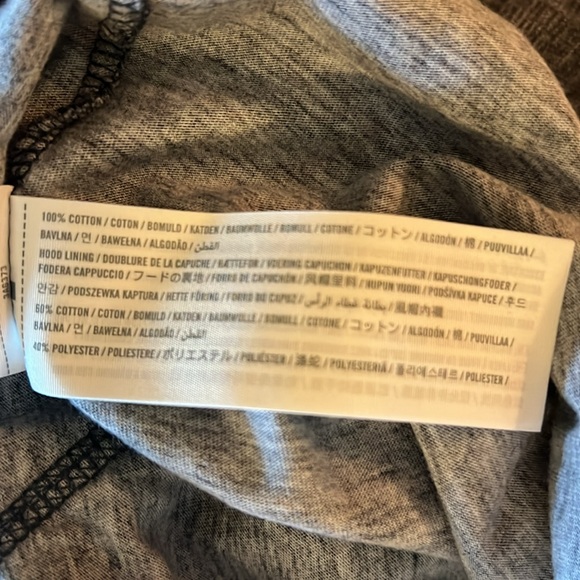 100% COTTON / COTON / BOMULD / KATOEN / BAUMWOLLE / BOMULL / COTONE / コットン / ALGODÓN / 棉 / PUUVILLAA /
BAVLNA / 면 / BAWEŁNA / ALGODÃO / القطن
HOOD LINING / DOUBLURE DE LA CAPUCHE / HÆTTEFOR / VOERING CAPUCHON / KAPUZENFUTTER / KAPUSCHONGFODER /
FODERA CAPPUCCIO / フードの裏地 / FORRO DE CAPUCHÓN / 风帽里料 / HUPUN VUORI / PODŠÍVKA KAPUCE / 후드
안감 / PODSZEWKA KAPTURA / HETTE FÔRING / FORRO DO CAPUZ / بطانة غطاء الرأس / 風帽內襯
60% COTTON / COTON / BOMULD / KATOEN / BAUMWOLLE / BOMULL / COTONE / コットン / ALGODÓN / 棉 / PUUVILLAA /
BAVLNA / 면 / BAWEŁNA / ALGODÃO / القطن
40% POLYESTER / POLIESTERE / ポリエステル / POLIÉSTER / / POLYESTERIÄ / 폴리에스테르 / POLIESTER /